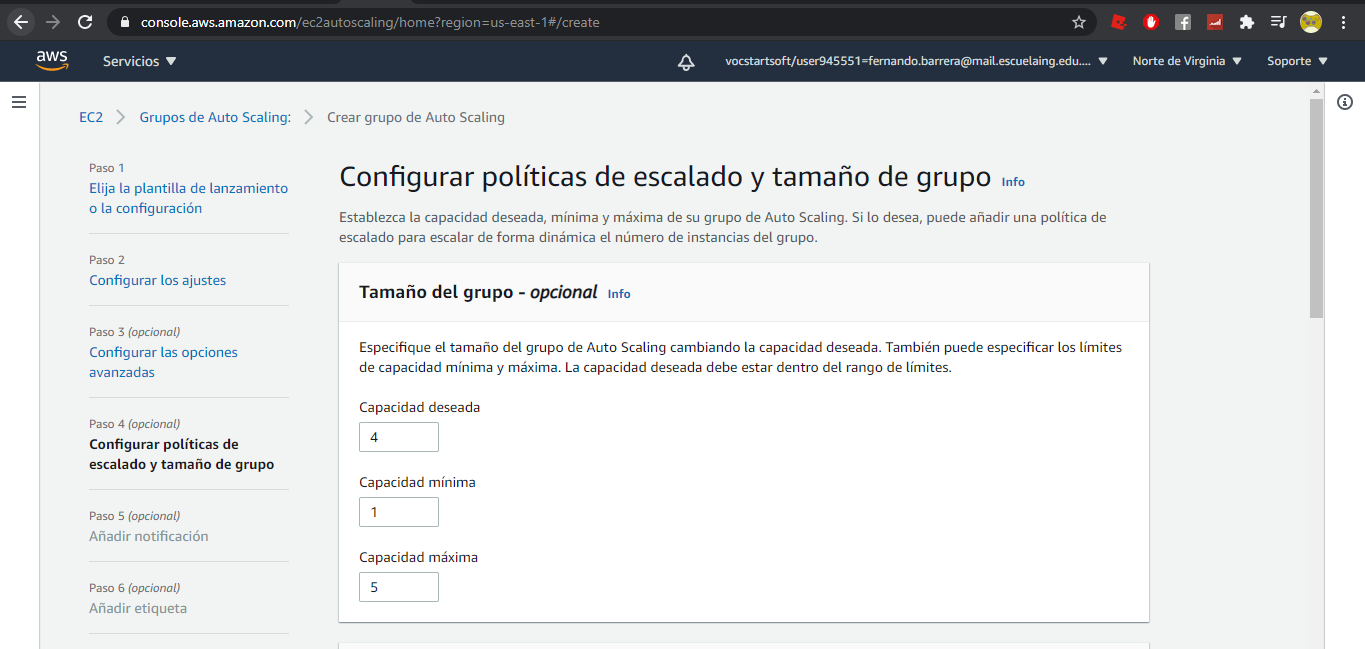 console.aws.amazon.com/ec2autoscaling/home?region=us-east-1#/create
aws
Servicios
vocstartsoft/user945551=fernando.barrera@mail.escuelaing.edu....
Norte de Virginia
Soporte
EC2
Grupos de Auto Scaling:
Crear grupo de Auto Scaling
Paso 1
Elija la plantilla de lanzamiento
o la configuración
Paso 2
Configurar los ajustes
Paso 3 (opcional)
Configurar las opciones
avanzadas
Paso 4 (opcional)
Configurar políticas de
escalado y tamaño de grupo
Paso 5 (opcional)
Añadir notificación
Paso 6 (opcional)
Añadir etiqueta
Configurar políticas de escalado y tamaño de grupo Info
Establezca la capacidad deseada, mínima y máxima de su grupo de Auto Scaling. Si lo desea, puede añadir una política de
escalado para escalar de forma dinámica el número de instancias del grupo.
Tamaño del grupo - opcional Info
Especifique el tamaño del grupo de Auto Scaling cambiando la capacidad deseada. También puede especificar los límites
de capacidad mínima y máxima. La capacidad deseada debe estar dentro del rango de límites.
Capacidad deseada
4
Capacidad mínima
1
Capacidad máxima
5